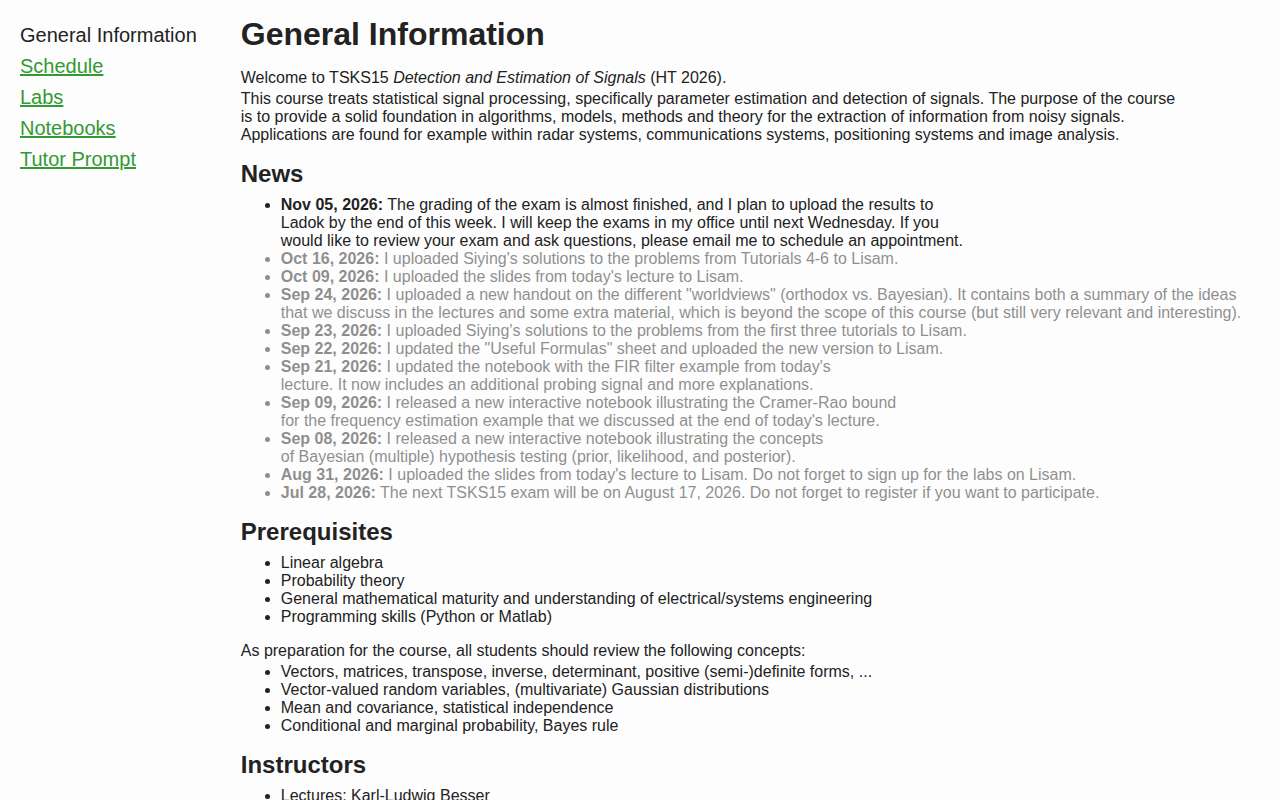 General Information
Schedule
Labs
Notebooks
Tutor Prompt
General Information
Welcome to TSKS15 Detection and Estimation of Signals (HT 2026).
This course treats statistical signal processing, specifically parameter estimation and detection of signals. The purpose of the course
is to provide a solid foundation in algorithms, models, methods and theory for the extraction of information from noisy signals.
Applications are found for example within radar systems, communications systems, positioning systems and image analysis.
News
Nov 05, 2026: The grading of the exam is almost finished, and I plan to upload the results to
Ladok by the end of this week. I will keep the exams in my office until next Wednesday. If you
would like to review your exam and ask questions, please email me to schedule an appointment.
Oct 16, 2026: I uploaded Siying's solutions to the problems from Tutorials 4-6 to Lisam.
Oct 09, 2026: I uploaded the slides from today's lecture to Lisam.
Sep 24, 2026: I uploaded a new handout on the different "worldviews" (orthodox vs. Bayesian). It contains both a summary of the ideas
that we discuss in the lectures and some extra material, which is beyond the scope of this course (but still very relevant and interesting).
Sep 23, 2026: I uploaded Siying's solutions to the problems from the first three tutorials to Lisam.
Sep 22, 2026: I updated the "Useful Formulas" sheet and uploaded the new version to Lisam.
Sep 21, 2026: I updated the notebook with the FIR filter example from today's
lecture. It now includes an additional probing signal and more explanations.
Sep 09, 2026: I released a new interactive notebook illustrating the Cramer-Rao bound
for the frequency estimation example that we discussed at the end of today's lecture.
Sep 08, 2026: I released a new interactive notebook illustrating the concepts
of Bayesian (multiple) hypothesis testing (prior, likelihood, and posterior).
Aug 31, 2026: I uploaded the slides from today's lecture to Lisam. Do not forget to sign up for the labs on Lisam.
Jul 28, 2026: The next TSKS15 exam will be on August 17, 2026. Do not forget to register if you want to participate.
Prerequisites
Linear algebra
Probability theory
General mathematical maturity and understanding of electrical/systems engineering
Programming skills (Python or Matlab)
As preparation for the course, all students should review the following concepts:
Vectors, matrices, transpose, inverse, determinant, positive (semi-)definite forms, ...
Vector-valued random variables, (multivariate) Gaussian distributions
Mean and covariance, statistical independence
Conditional and marginal probability, Bayes rule
Instructors
Lectures: Karl-Ludwig Besser